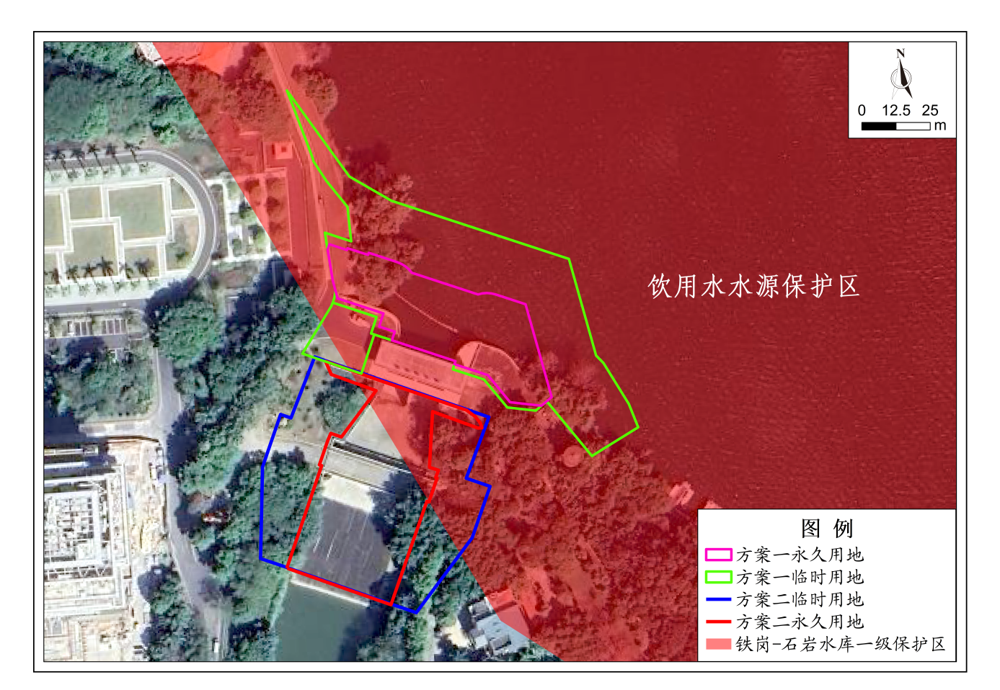 N
0 12.5 25
m
饮用水水源保护区
图 例
方案一永久用地
方案一临时用地
方案二临时用地
方案二永久用地
铁岗-石岩水库一级保护区